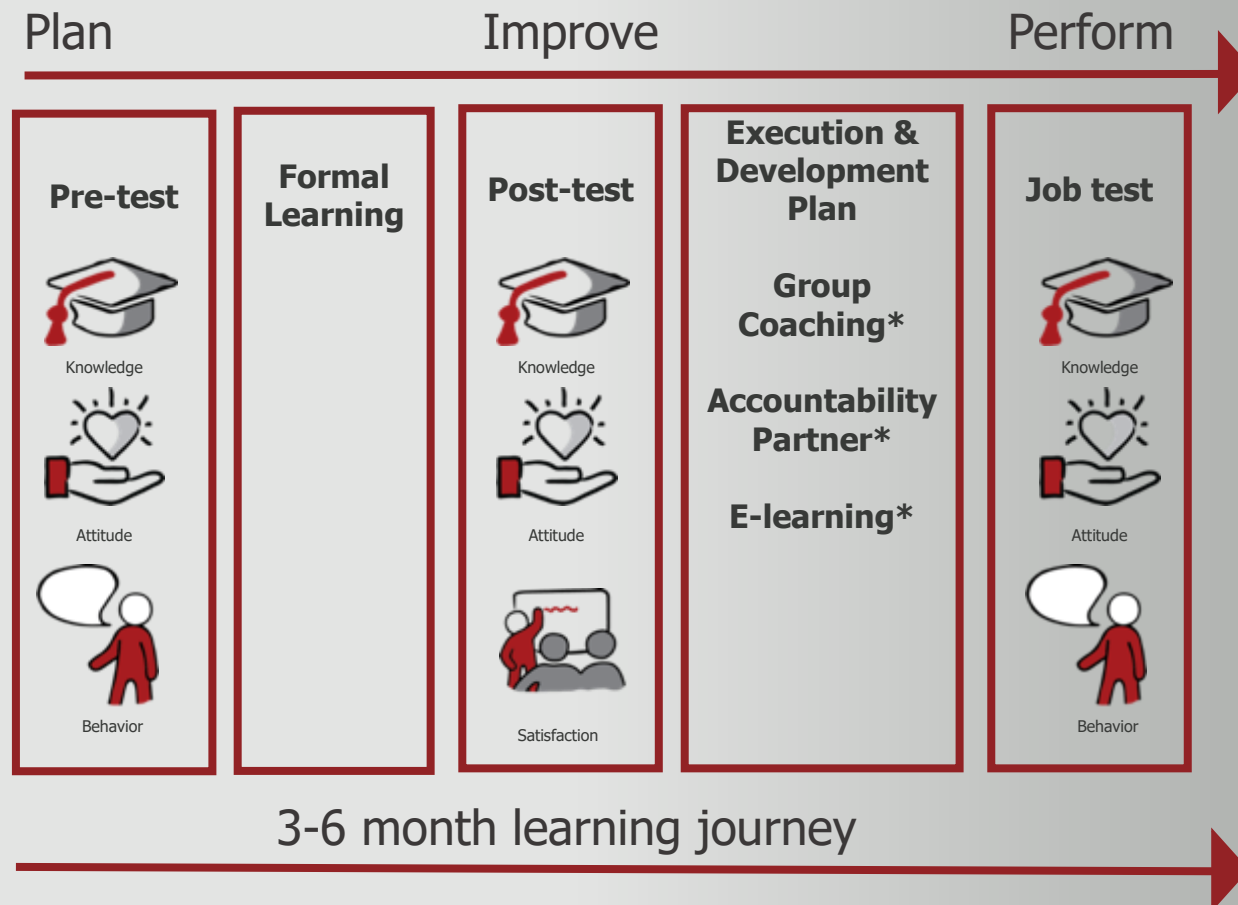 Plan
Improve
Perform
Pre-test
Knowledge
Attitude
Behavior
Formal
Learning
Post-test
Knowledge
Attitude
Satisfaction
Execution &
Development
Plan
Group
Coaching*
Accountability
Partner*
E-learning*
Job test
Knowledge
Attitude
Behavior
3-6 month learning journey